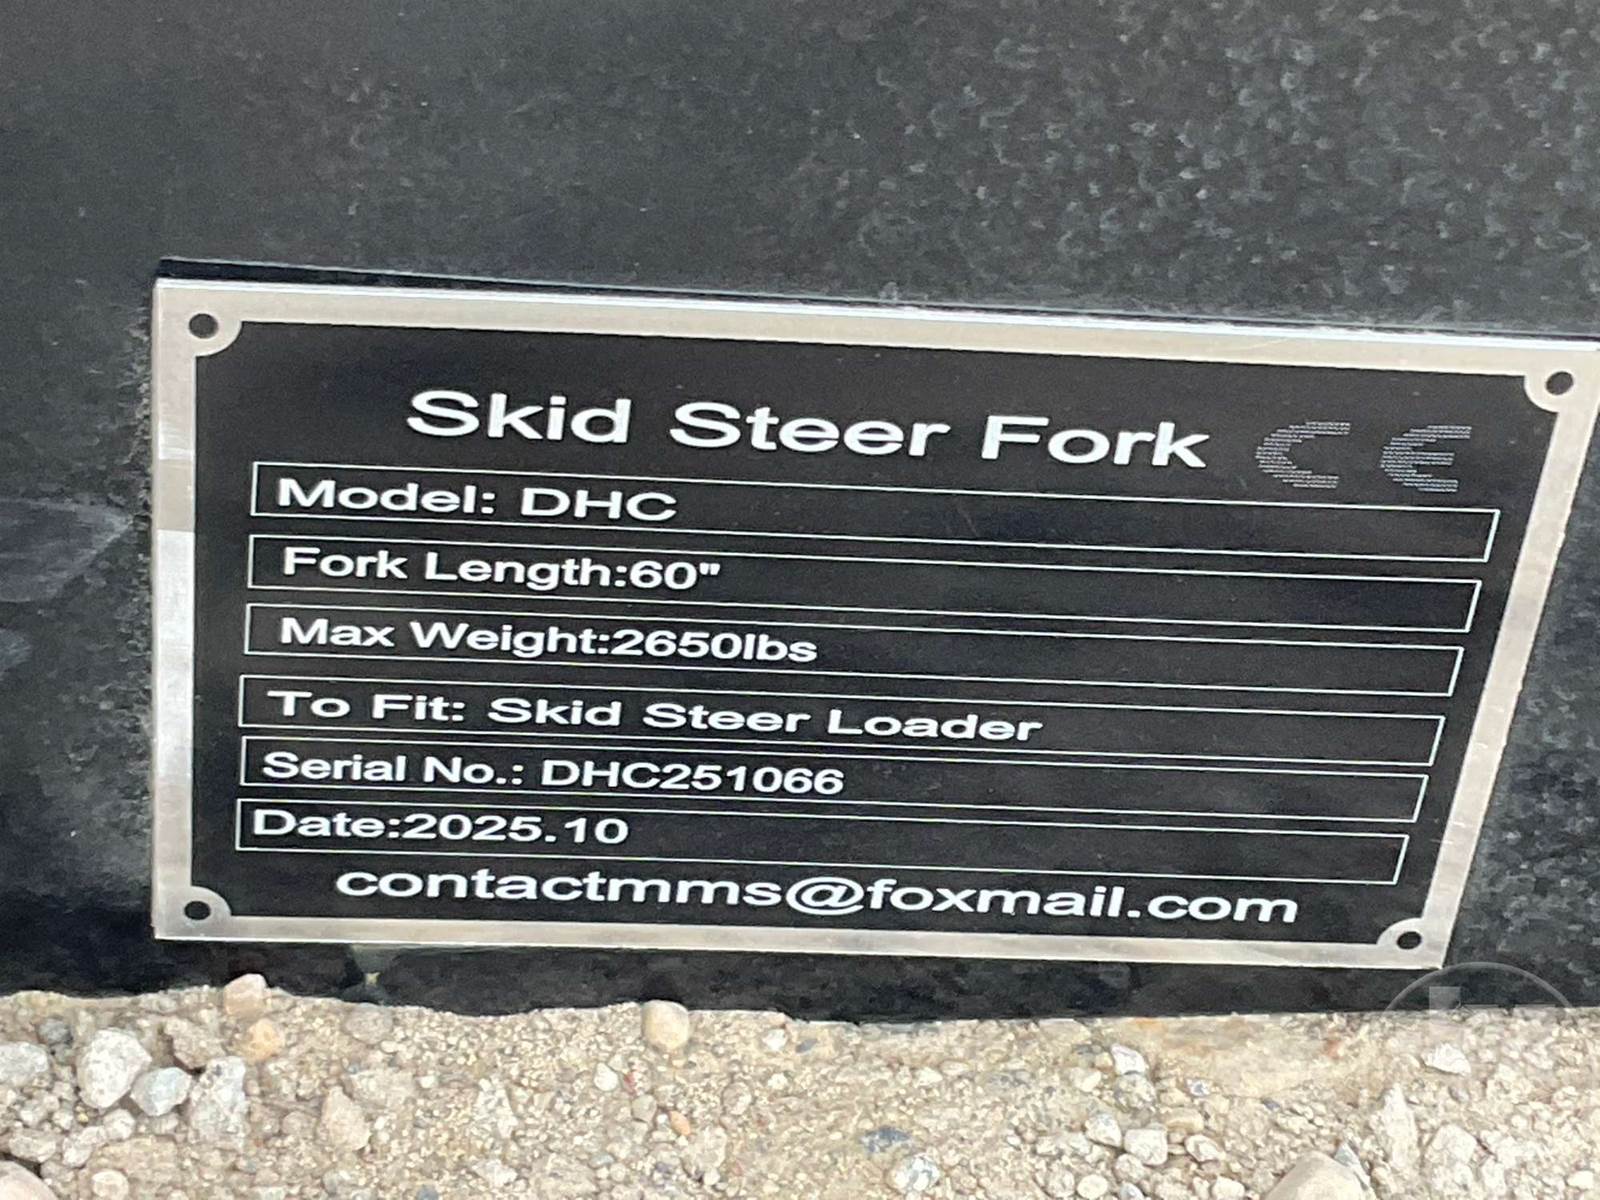 Skid Steer Fork CE
Model: DHC
Fork Length:60"
Max Weight:2650lbs
To Fit: Skid Steer Loader
Serial No.: DHC251066
Date:2025.10
contactmms@foxmail.com